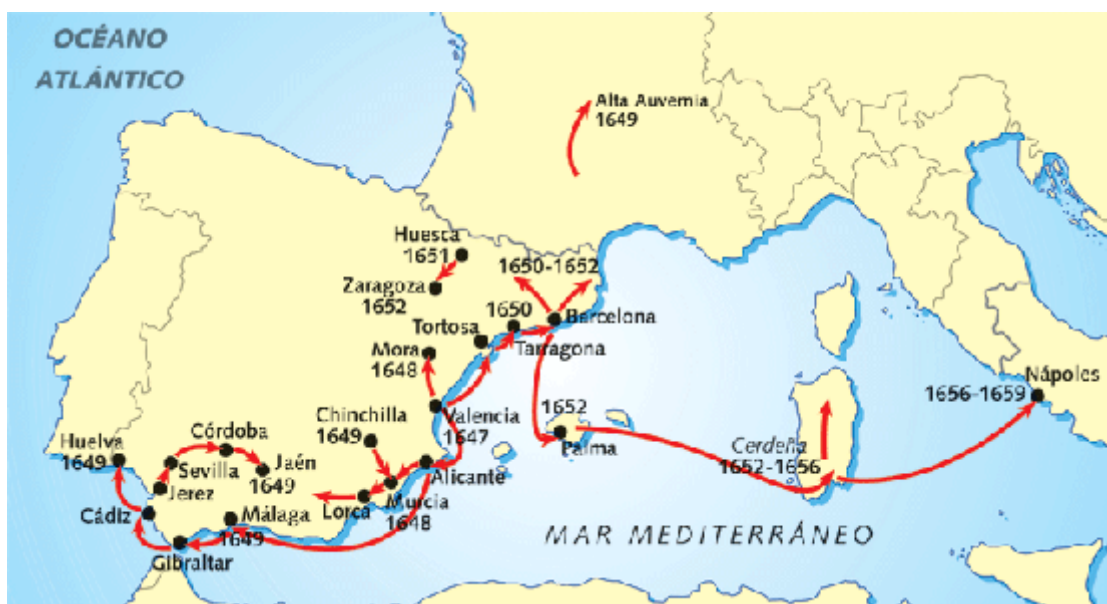 OCÉANO
ATLÁNTICO
Alta Auvernia
1649
Huesca
1651
1650-1652
Zaragoza
1652
1650
Barcelona
Tortosa
Tarragona
Mora
1648
Nápoles
1656-1659
Chinchilla
1649
Valencia
1647
1652
Palma
Huelva
1649
Córdoba
Sevilla
Jaén
1649
Jerez
Alicante
Cerdeña
1652-1656
Murcia
1648
Lorca
Cádiz
Málaga
1649
Gibraltar
MAR MEDITERRÁNEO